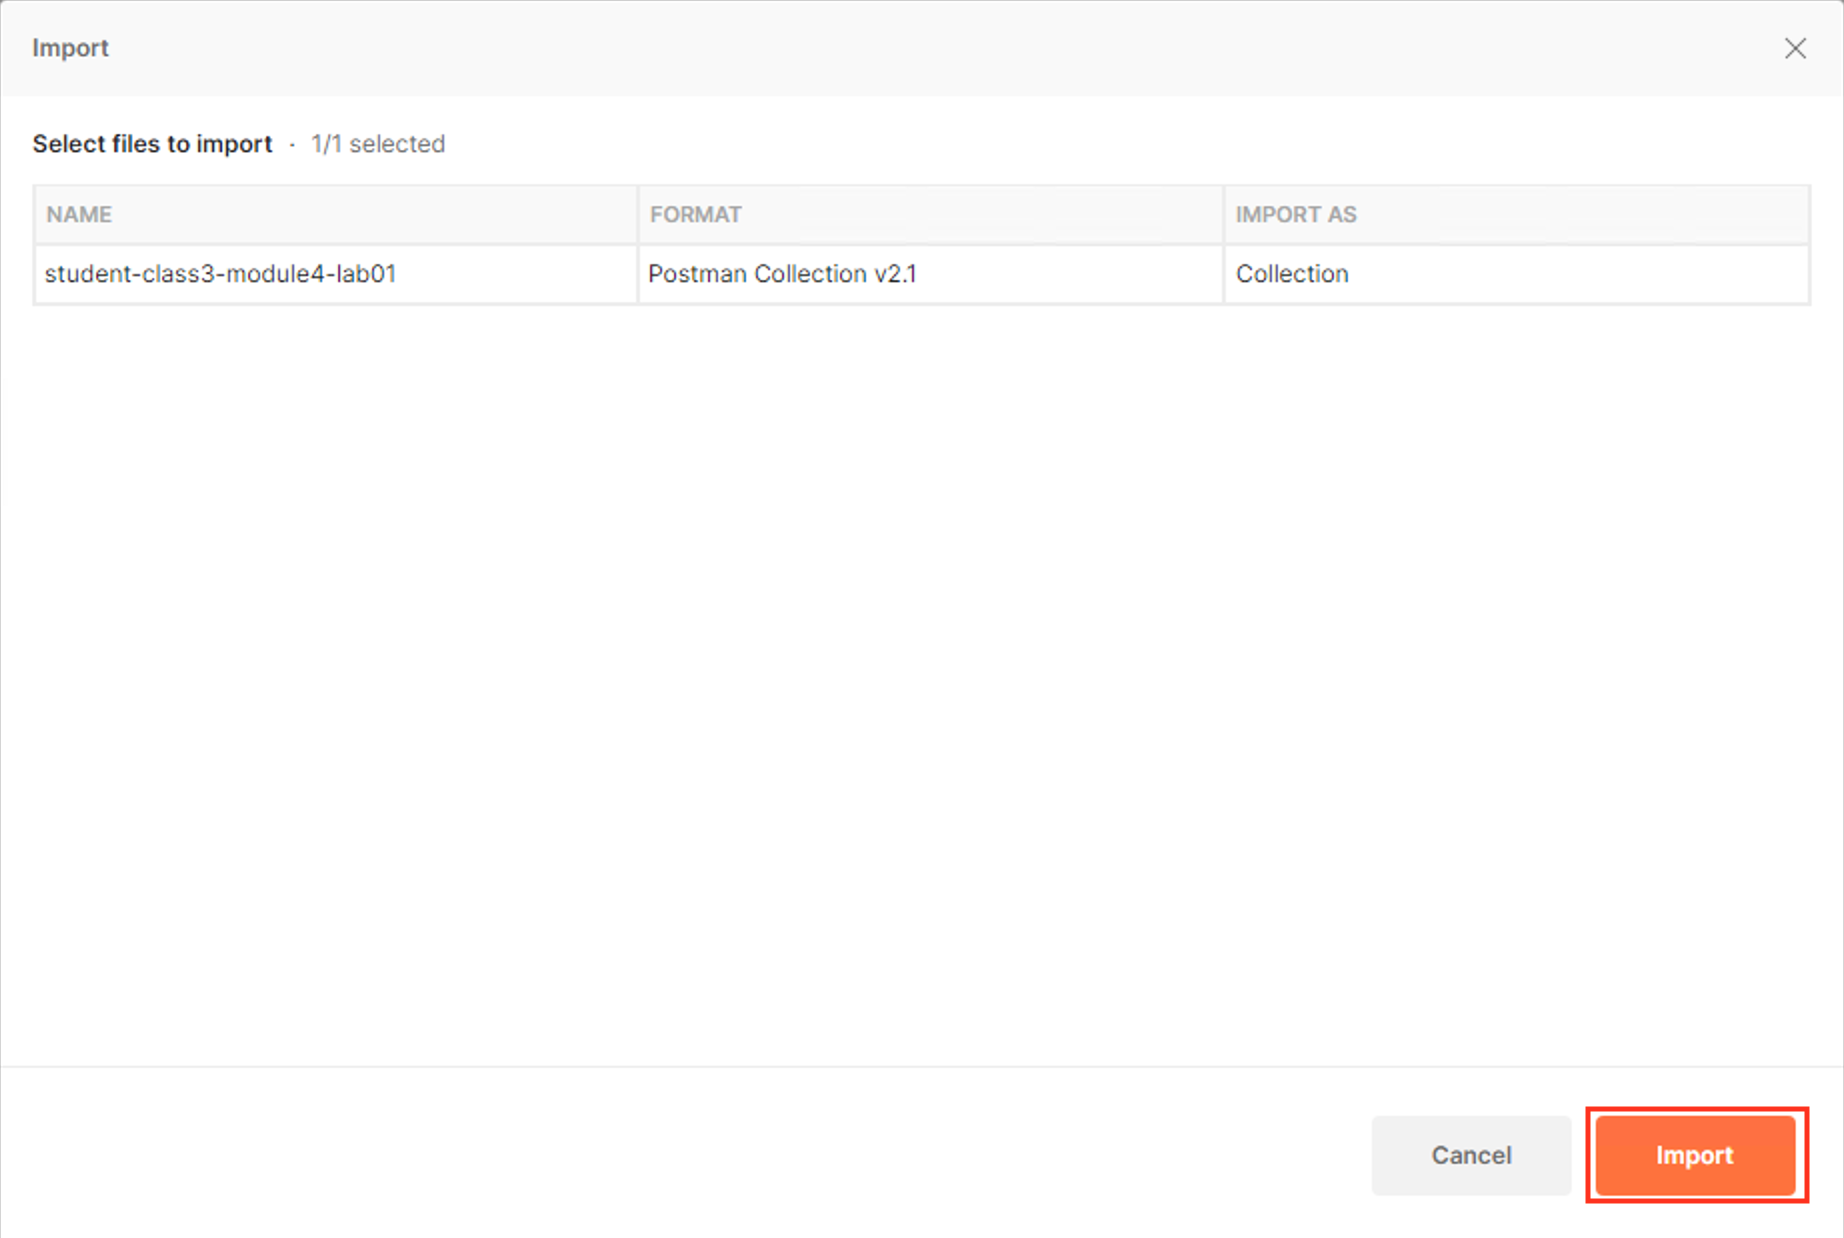 Import
Select files to import · 1/1 selected
NAME FORMAT IMPORT AS
student-class3-module4-lab01 Postman Collection v2.1 Collection
Cancel Import